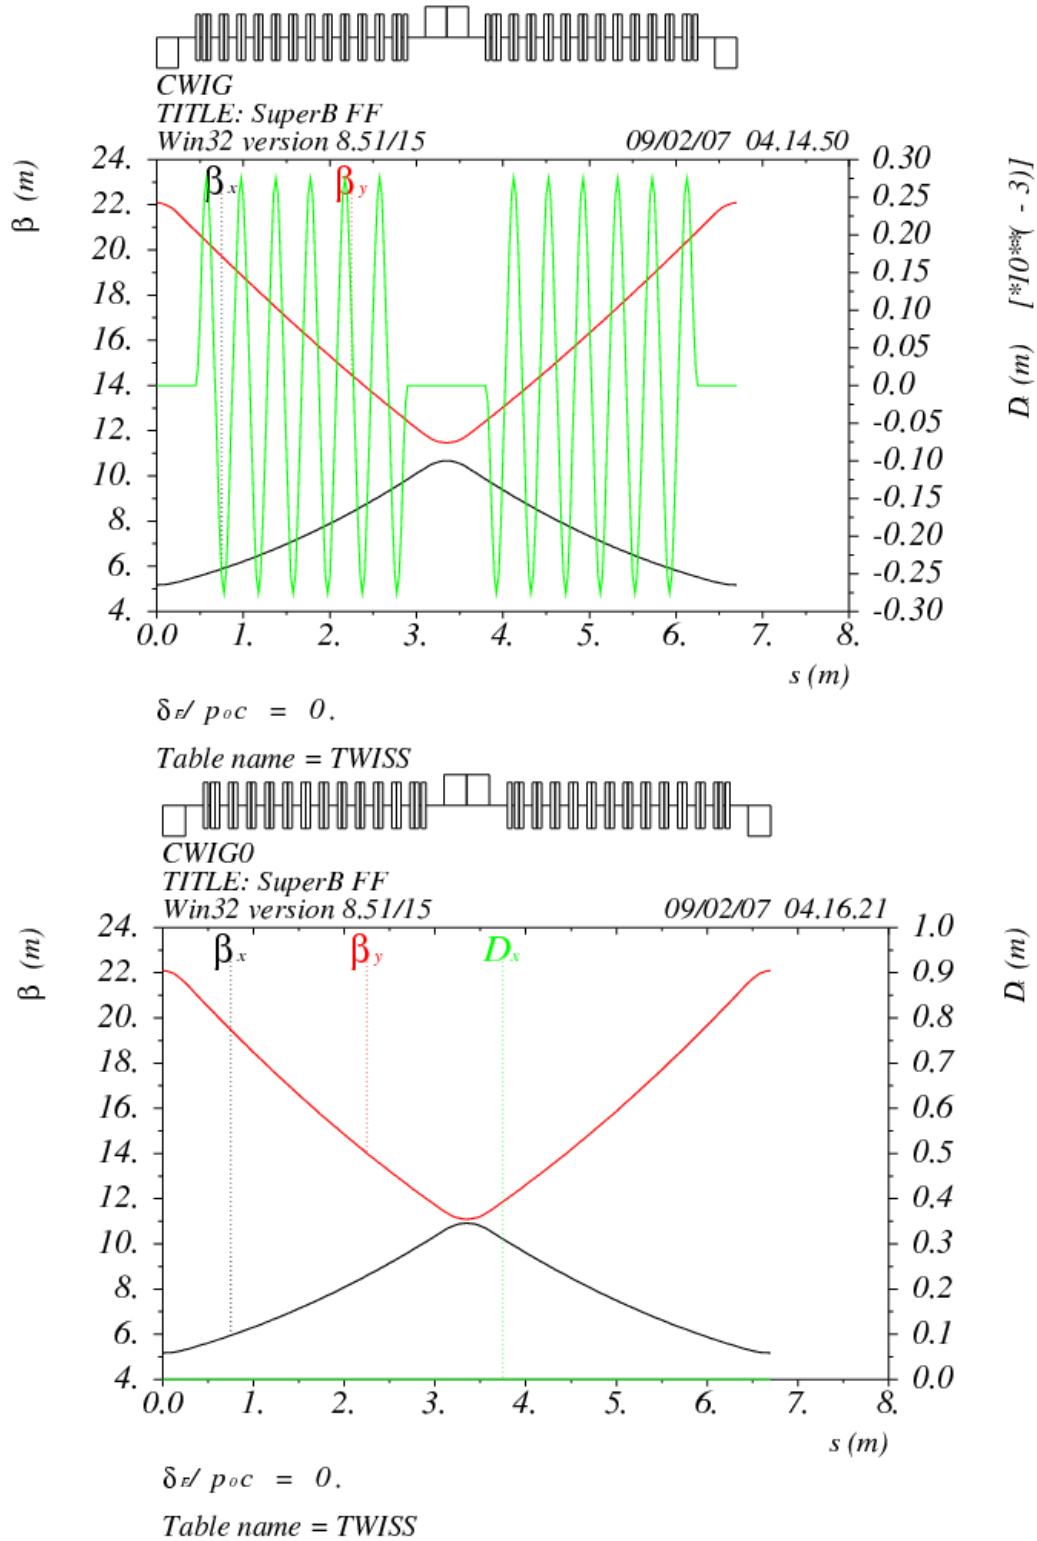 CWIG
TITLE: SuperB FF
Win32 version 8.51/15 09/02/07 04.14.50
β (m)
24.
22.
20.
18.
16.
14.
12.
10.
8.
6.
4.
βx βy
0.30
0.25
0.20
0.15
0.10
0.05
0.0
-0.05
-0.10
-0.15
-0.20
-0.25
-0.30
D (m) [*10**( - 3)]
0.0 1. 2. 3. 4. 5. 6. 7. 8.
s (m)
δE/ p0c = 0.
Table name = TWISS
CWIG0
TITLE: SuperB FF
Win32 version 8.51/15 09/02/07 04.16.21
β (m)
24.
22.
20.
18.
16.
14.
12.
10.
8.
6.
4.
βx βy Dx
1.0
0.9
0.8
0.7
0.6
0.5
0.4
0.3
0.2
0.1
0.0
D (m)
0.0 1. 2. 3. 4. 5. 6. 7. 8.
s (m)
δE/ p0c = 0.
Table name = TWISS